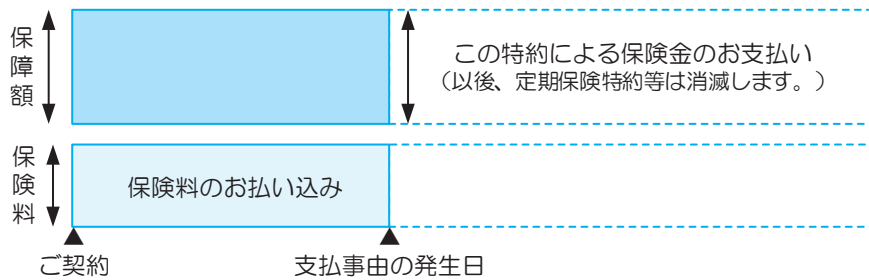 保障額
この特約による保険金のお支払い
（以後、定期保険特約等は消滅します。）
保険料
保険料のお払い込み
ご契約
支払事由の発生日